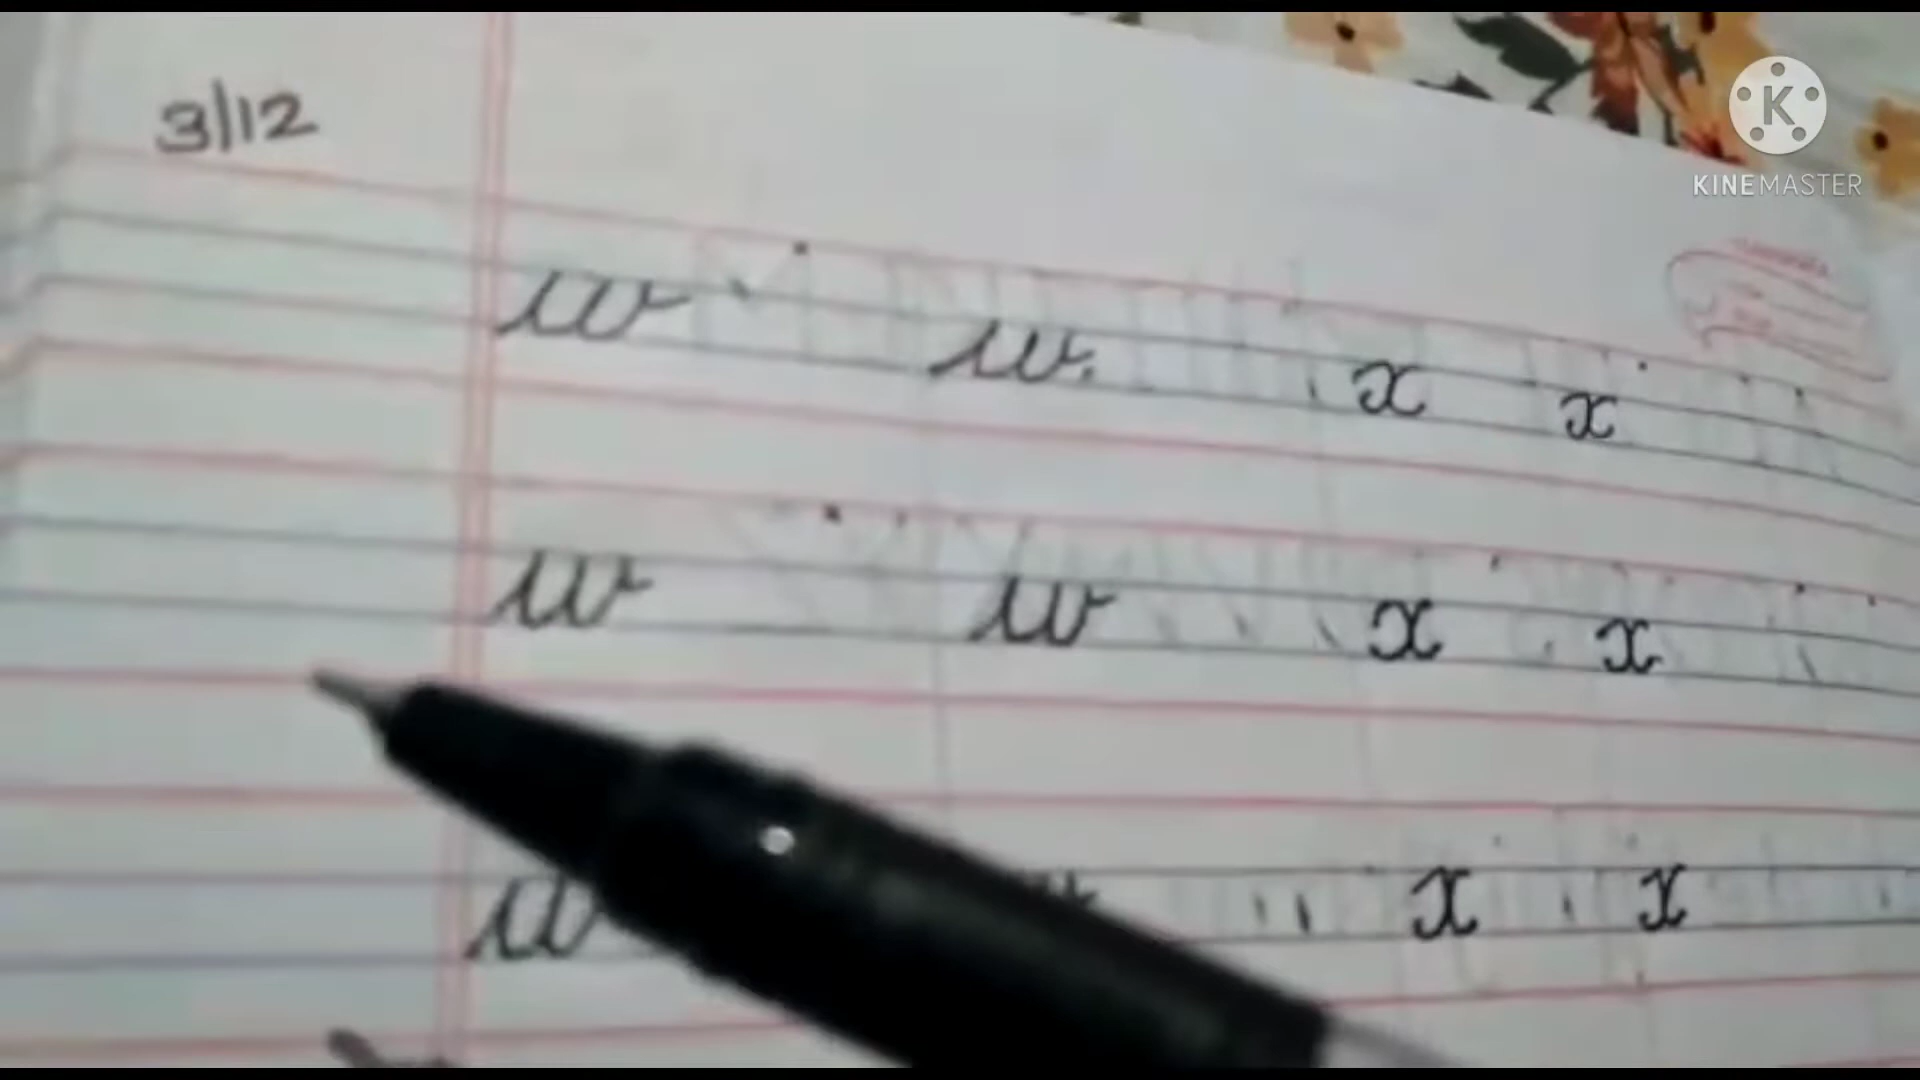 3/12
KINEMASTER
w w x x
w w x x
w x x